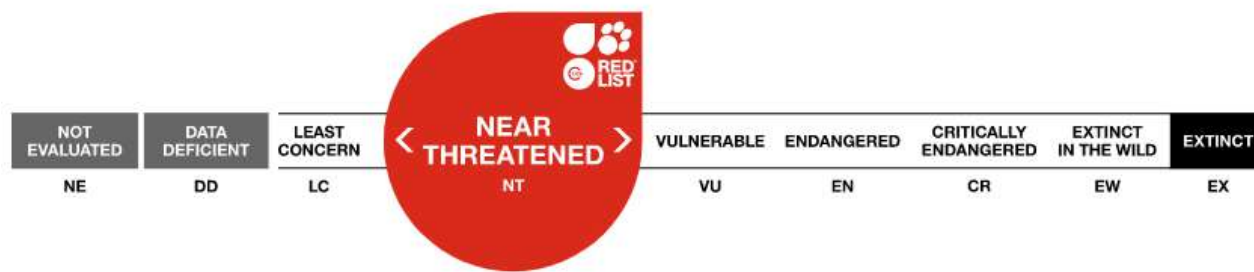 RED
LIST
NOT
EVALUATED
DATA
DEFICIENT
LEAST
CONCERN
< NEAR
THREATENED >
VULNERABLE
ENDANGERED
CRITICALLY
ENDANGERED
EXTINCT
IN THE WILD
EXTINCT
NE
DD
LC
NT
VU
EN
CR
EW
EX